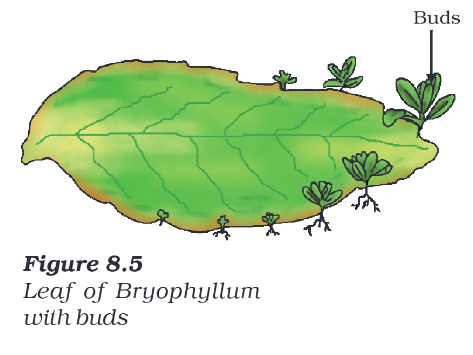 Buds
Figure 8.5
Leaf of Bryophyllum
with buds